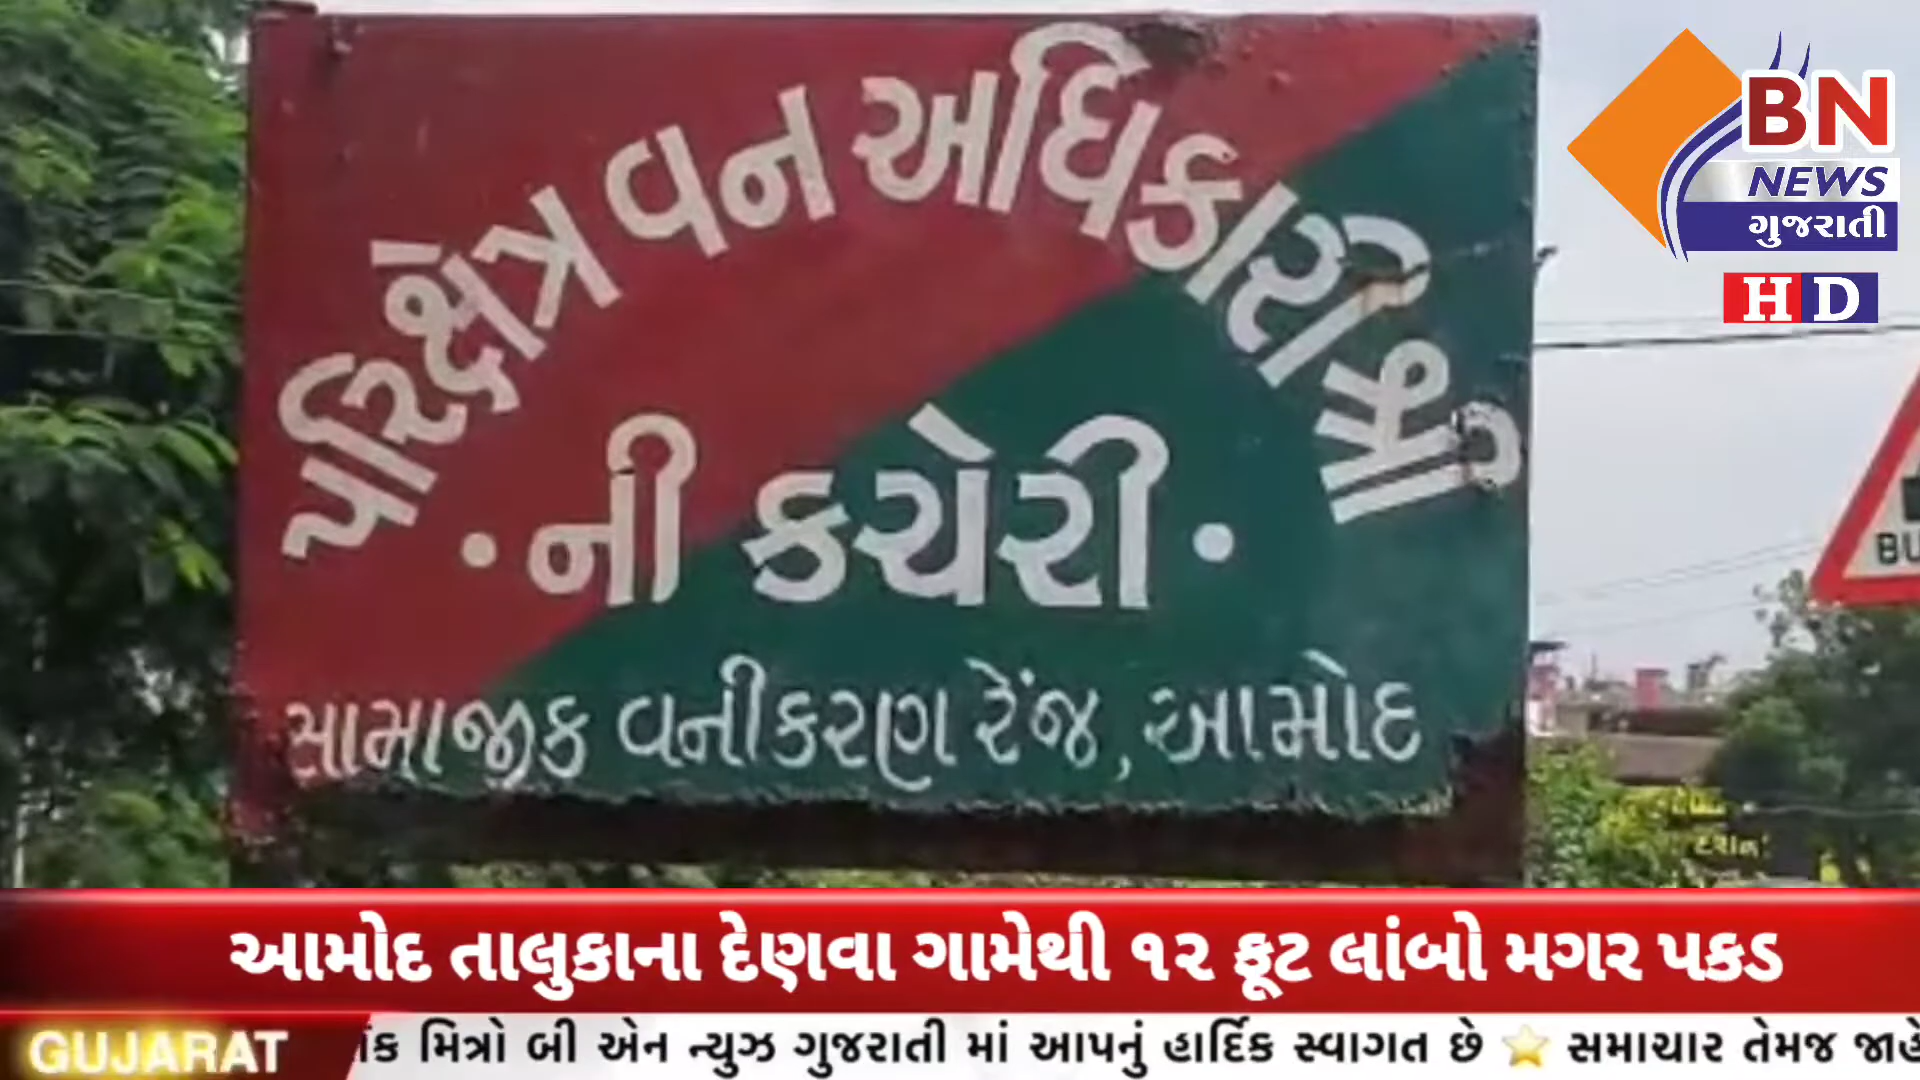 પરિક્ષેત્ર વન અધિકારીશ્રી
• ની કચેરી •
સામાજીક વનીકરણ રેંજ, આમોદ
BN
NEWS
ગુજરાતી
HD
આમોદ તાલુકાના દેણવા ગામેથી ૧૨ ફૂટ લાંબો મગર પકડ
GUJARAT
મિત્રો બી એન ન્યુઝ ગુજરાતી માં આપનું હાર્દિક સ્વાગત છે ⭐ સમાચાર તેમજ